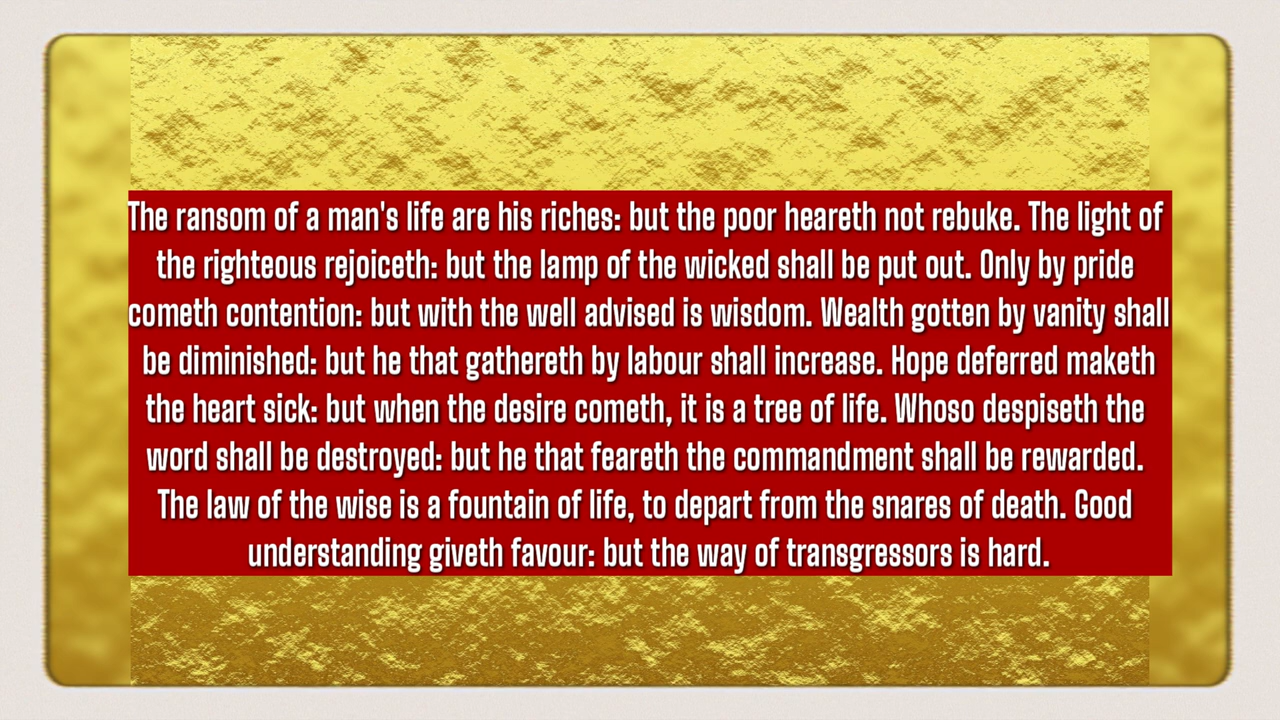 The ransom of a man's life are his riches: but the poor heareth not rebuke. The light of
the righteous rejoiceth: but the lamp of the wicked shall be put out. Only by pride
cometh contention: but with the well advised is wisdom. Wealth gotten by vanity shall
be diminished: but he that gathereth by labour shall increase. Hope deferred maketh
the heart sick: but when the desire cometh, it is a tree of life. Whoso despiseth the
word shall be destroyed: but he that feareth the commandment shall be rewarded.
The law of the wise is a fountain of life, to depart from the snares of death. Good
understanding giveth favour: but the way of transgressors is hard.